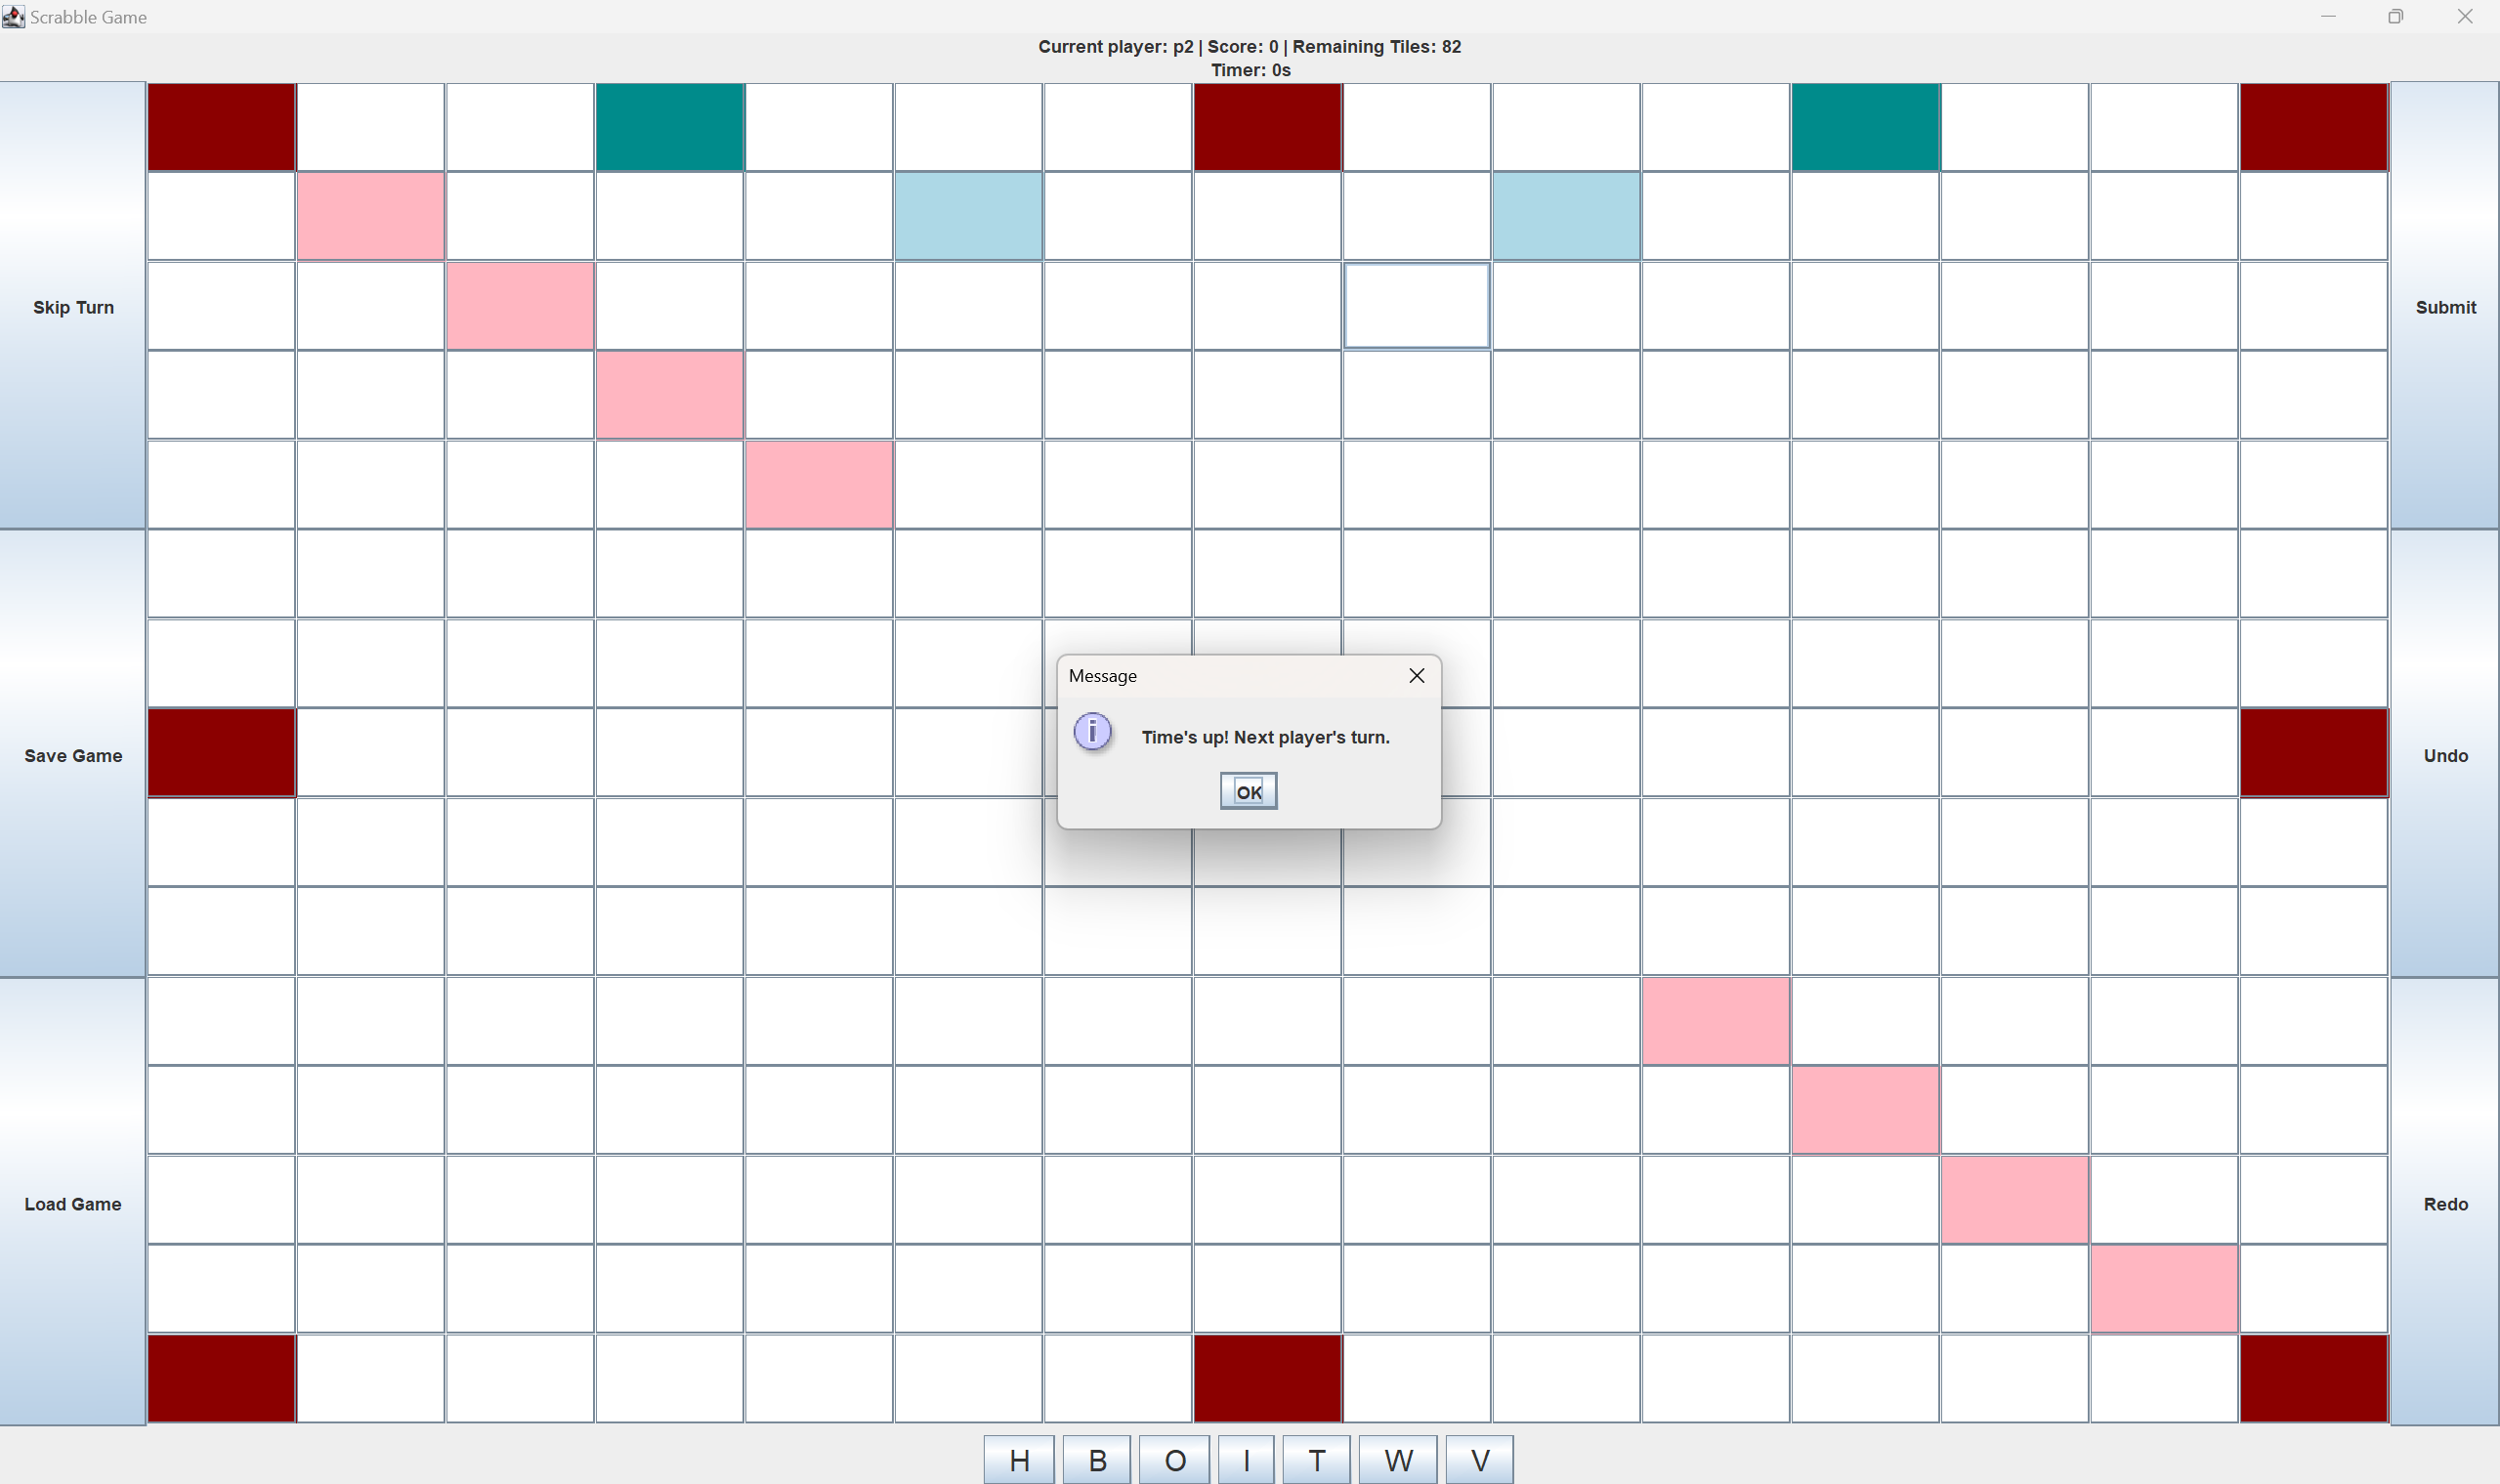 Scrabble Game
Current player: p2 | Score: 0 | Remaining Tiles: 82
Timer: 0s
Skip Turn
Submit
Message
i
Time's up! Next player's turn.
OK
Save Game
Undo
Load Game
Redo
H B O I T W V